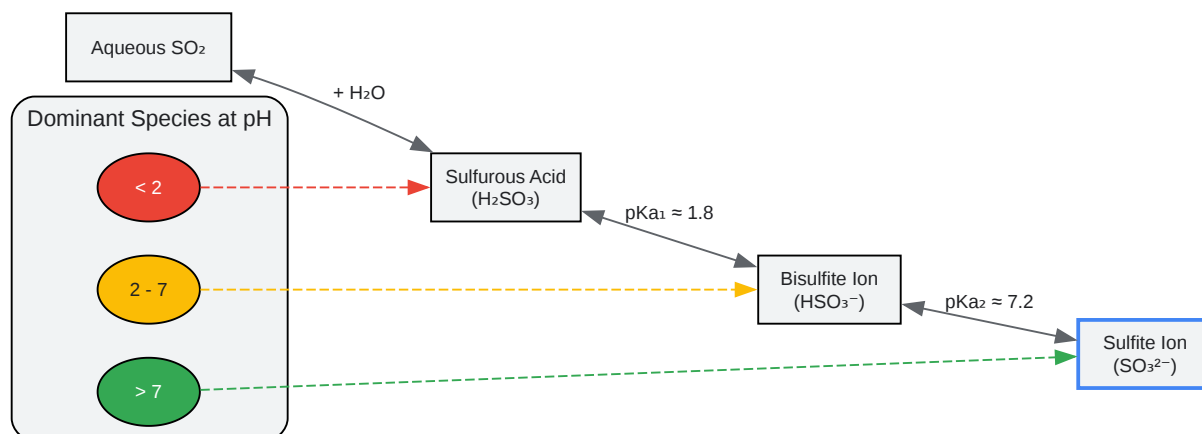 Aqueous SO₂
+ H₂O
Dominant Species at pH
< 2
Sulfurous Acid
(H₂SO₃)
pKa₁ ≈ 1.8
2 - 7
Bisulfite Ion
(HSO₃⁻)
pKa₂ ≈ 7.2
> 7
Sulfite Ion
(SO₃²⁻)